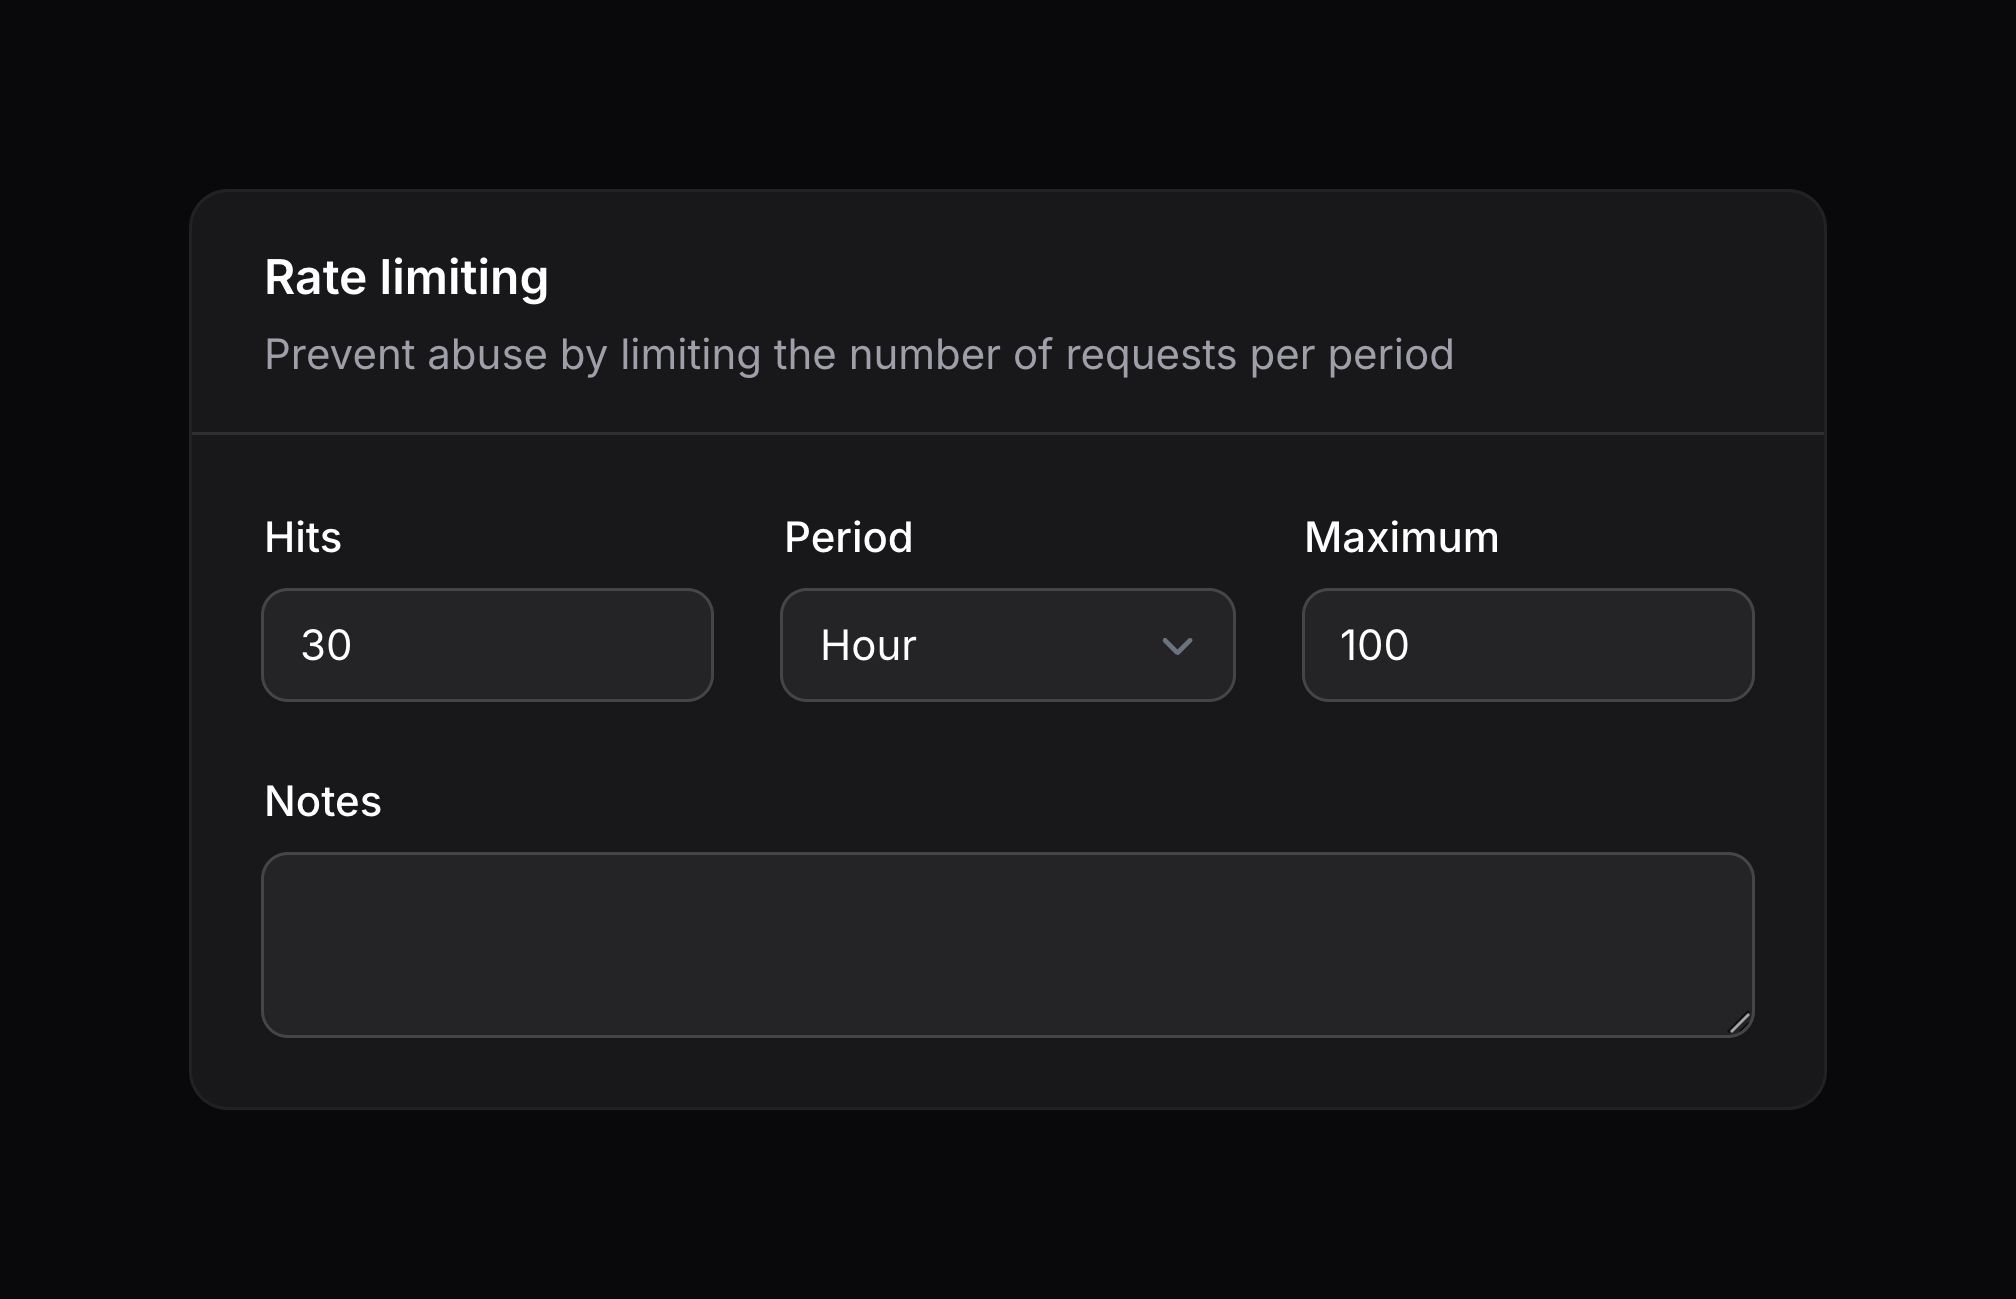 Rate limiting
Prevent abuse by limiting the number of requests per period
Hits
Period
Maximum
30
Hour
100
Notes